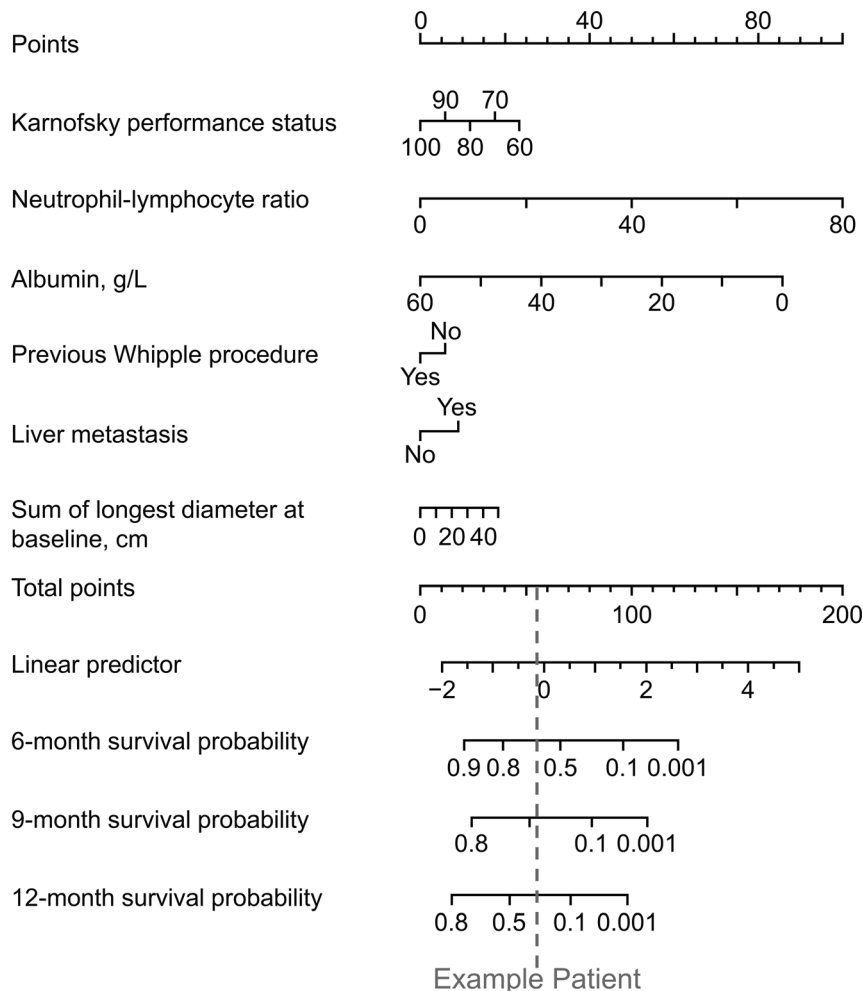 0 40 80
Points
90 70
Karnofsky performance status
100 80 60
Neutrophil-lymphocyte ratio
0 40 80
Albumin, g/L
60 40 20 0
No
Previous Whipple procedure
Yes
Yes
Liver metastasis
No
Sum of longest diameter at
baseline, cm
0 20 40
Total points
0 100 200
Linear predictor
−2 0 2 4
6-month survival probability
0.9 0.8 0.5 0.1 0.001
9-month survival probability
0.8 0.1 0.001
12-month survival probability
0.8 0.5 0.1 0.001
Example Patient